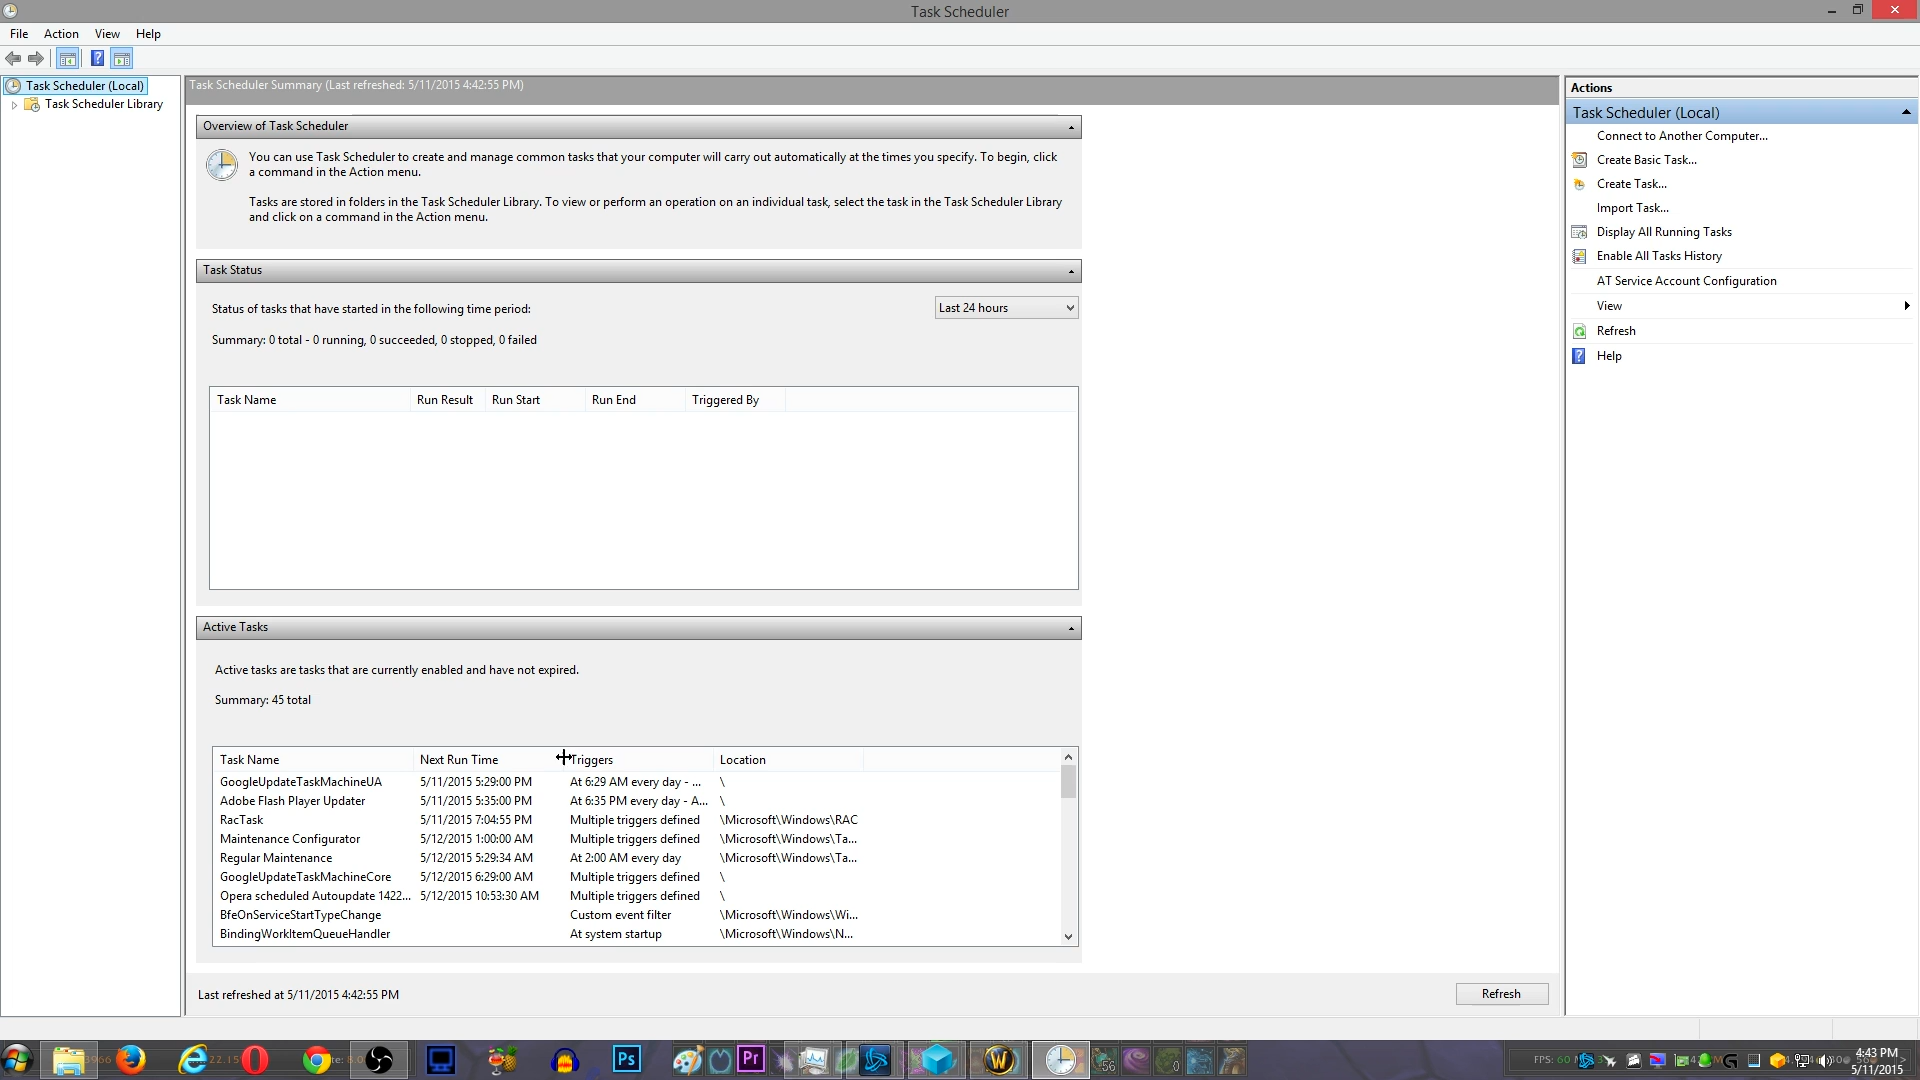 Task Scheduler
File Action View Help
Task Scheduler (Local)
Task Scheduler Library
Task Scheduler Summary (Last refreshed: 5/11/2015 4:42:55 PM)
Overview of Task Scheduler
You can use Task Scheduler to create and manage common tasks that your computer will carry out automatically at the times you specify. To begin, click
a command in the Action menu.
Tasks are stored in folders in the Task Scheduler Library. To view or perform an operation on an individual task, select the task in the Task Scheduler Library
and click on a command in the Action menu.
Task Status
Status of tasks that have started in the following time period:
Last 24 hours
Summary: 0 total - 0 running, 0 succeeded, 0 stopped, 0 failed
Task Name Run Result Run Start Run End Triggered By
Active Tasks
Active tasks are tasks that are currently enabled and have not expired.
Summary: 45 total
Task Name Next Run Time Triggers Location
GoogleUpdateTaskMachineUA 5/11/2015 5:29:00 PM At 6:29 AM every day - ... \
Adobe Flash Player Updater 5/11/2015 5:35:00 PM At 6:35 PM every day - A... \
RacTask 5/11/2015 7:04:55 PM Multiple triggers defined \Microsoft\Windows\RAC
Maintenance Configurator 5/12/2015 1:00:00 AM Multiple triggers defined \Microsoft\Windows\Ta...
Regular Maintenance 5/12/2015 5:29:34 AM At 2:00 AM every day \Microsoft\Windows\Ta...
GoogleUpdateTaskMachineCore 5/12/2015 6:29:00 AM Multiple triggers defined \
Opera scheduled Autoupdate 1422... 5/12/2015 10:53:30 AM Multiple triggers defined \
BfeOnServiceStartTypeChange Custom event filter \Microsoft\Windows\Wi...
BindingWorkItemQueueHandler At system startup \Microsoft\Windows\N...
Last refreshed at 5/11/2015 4:42:55 PM
Refresh
Actions
Task Scheduler (Local)
Connect to Another Computer...
Create Basic Task...
Create Task...
Import Task...
Display All Running Tasks
Enable All Tasks History
AT Service Account Configuration
View
Refresh
Help
Ps
Pr
FPS: 60
4:43 PM
5/11/2015